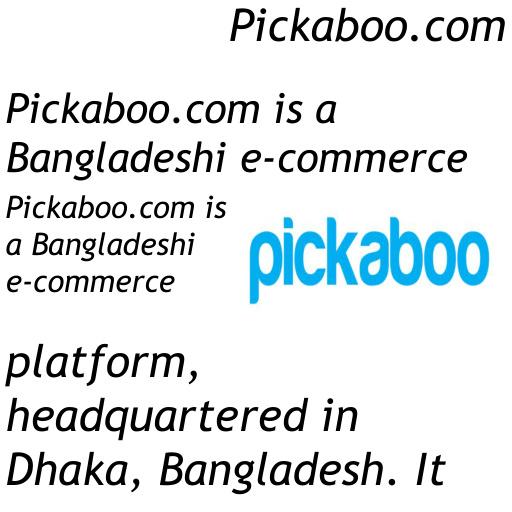 Pickaboo.com
Pickaboo.com is a
Bangladeshi e-commerce
Pickaboo.com is
a Bangladeshi
e-commerce
pickaboo
platform,
headquartered in
Dhaka, Bangladesh. It